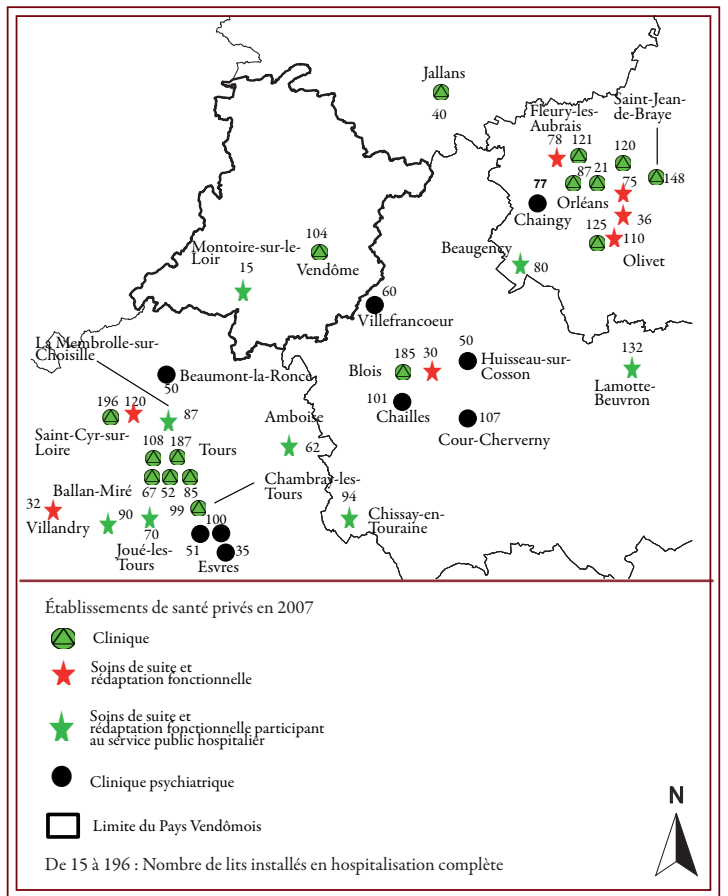 Jallans
40
Saint-Jean-
de-Braye
Fleury-les-
Aubrais
78
121
120
148
87
21
75
77
Orléans
Chaingy
36
125
110
Olivet
Beaugency
80
104
Montoire-sur-le-
Loir
Vendôme
15
60
Villefrancoeur
La Membrolle-sur-
Choisille
50
Beaumont-la-Ronce
185
30
Blois
50
Huisseau-sur-
Cosson
132
Lamotte-
Beuvron
101
Chailles
107
Cour-Cherverny
196
120
87
Saint-Cyr-sur-
Loire
Amboise
62
108
187
Tours
Chambray-les-
Tours
67
52
85
Ballan-Miré
99
100
32
Villandry
90
70
Joué-les-
Tours
51
35
Esvres
94
Chissay-en-
Touraine
Établissements de santé privés en 2007
Clinique
Soins de suite et
rédaptation fonctionnelle
Soins de suite et
rédaptation fonctionnelle participant
au service public hospitalier
Clinique psychiatrique
Limite du Pays Vendômois
N
De 15 à 196 : Nombre de lits installés en hospitalisation complète